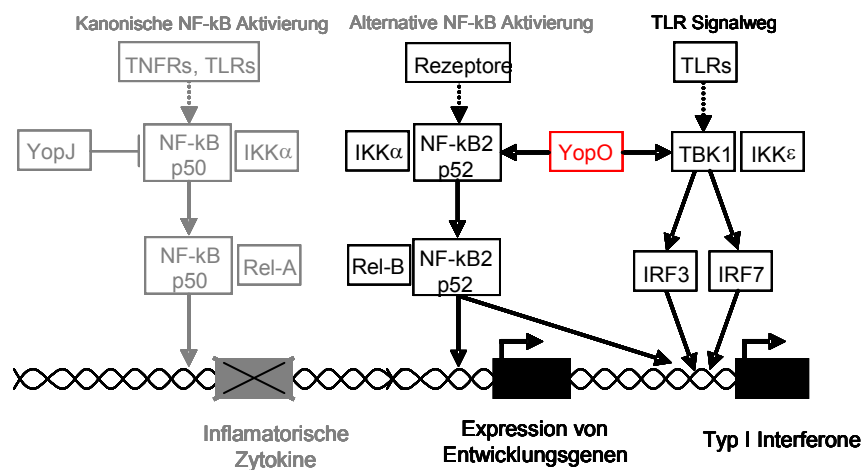 Kanonische NF-kB Aktivierung
Alternative NF-kB Aktivierung
TLR Signalweg
TNFRs, TLRs
Rezeptore
TLRs
YopJ
NF-kB
p50
IKKα
IKKα
NF-kB2
p52
YopO
TBK1
IKKε
NF-kB
p50
Rel-A
Rel-B
NF-kB2
p52
IRF3
IRF7
Inflamatorische
Zytokine
Expression von
Entwicklungsgenen
Typ I Interferone